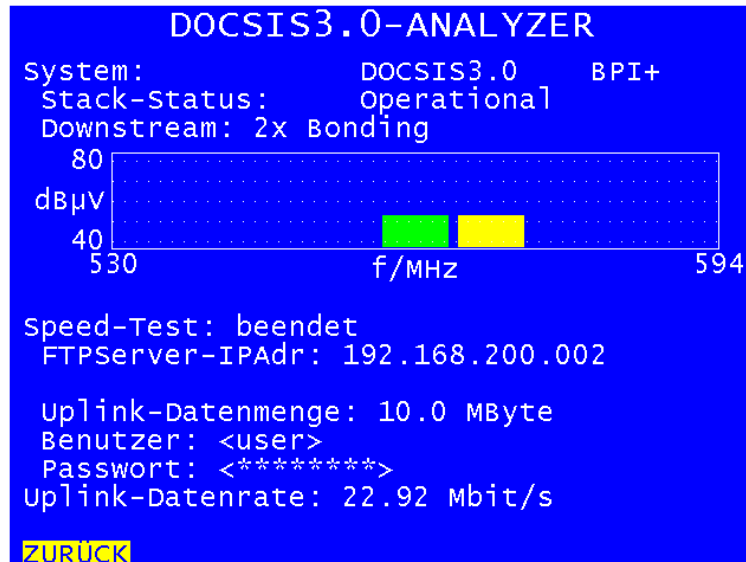 DOCSIS3.0-ANALYZER
System: DOCSIS3.0 BPI+
Stack-Status: Operational
Downstream: 2x Bonding
80
dBµV
40
530 f/MHz 594
Speed-Test: beendet
FTPServer-IPAdr: 192.168.200.002
Uplink-Datenmenge: 10.0 MByte
Benutzer: <user>
Passwort: <********>
Uplink-Datenrate: 22.92 Mbit/s
ZURÜCK